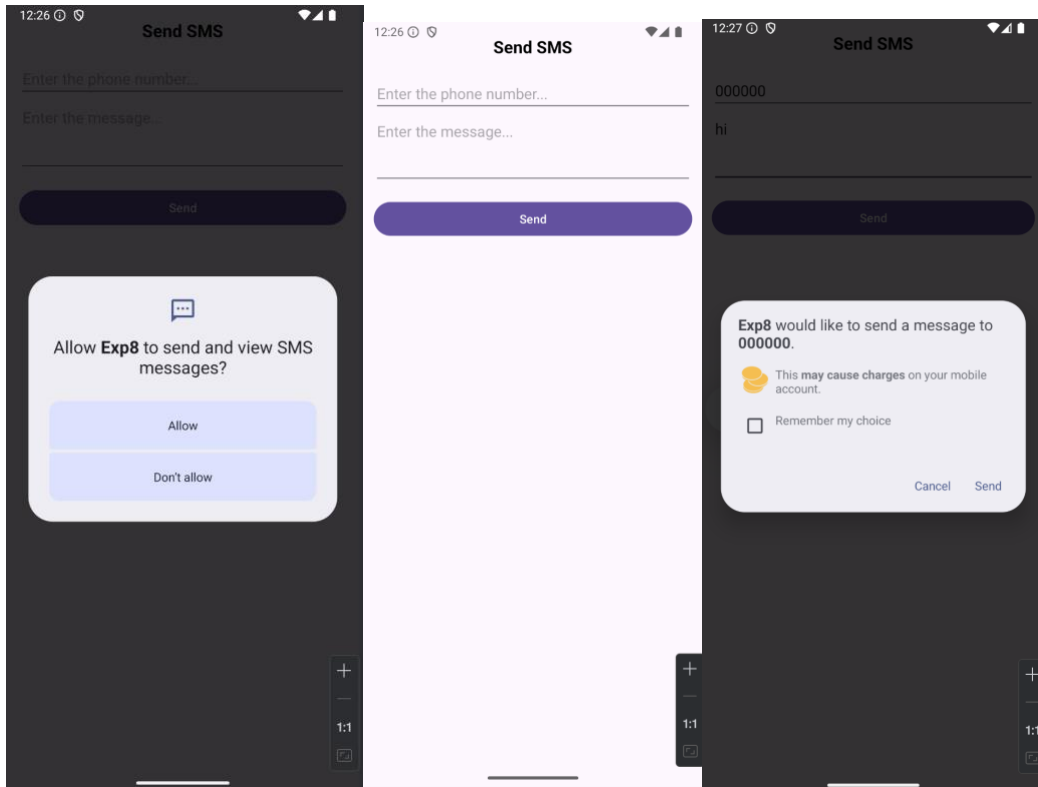 12:26
Send SMS
Enter the phone number...
Enter the message...
Send
Allow Exp8 to send and view SMS
messages?
Allow
Don't allow
1:1
12:26
Send SMS
Enter the phone number...
Enter the message...
Send
1:1
12:27
Send SMS
000000
hi
Send
Exp8 would like to send a message to
000000.
This may cause charges on your mobile
account.
Remember my choice
Cancel Send
1:1